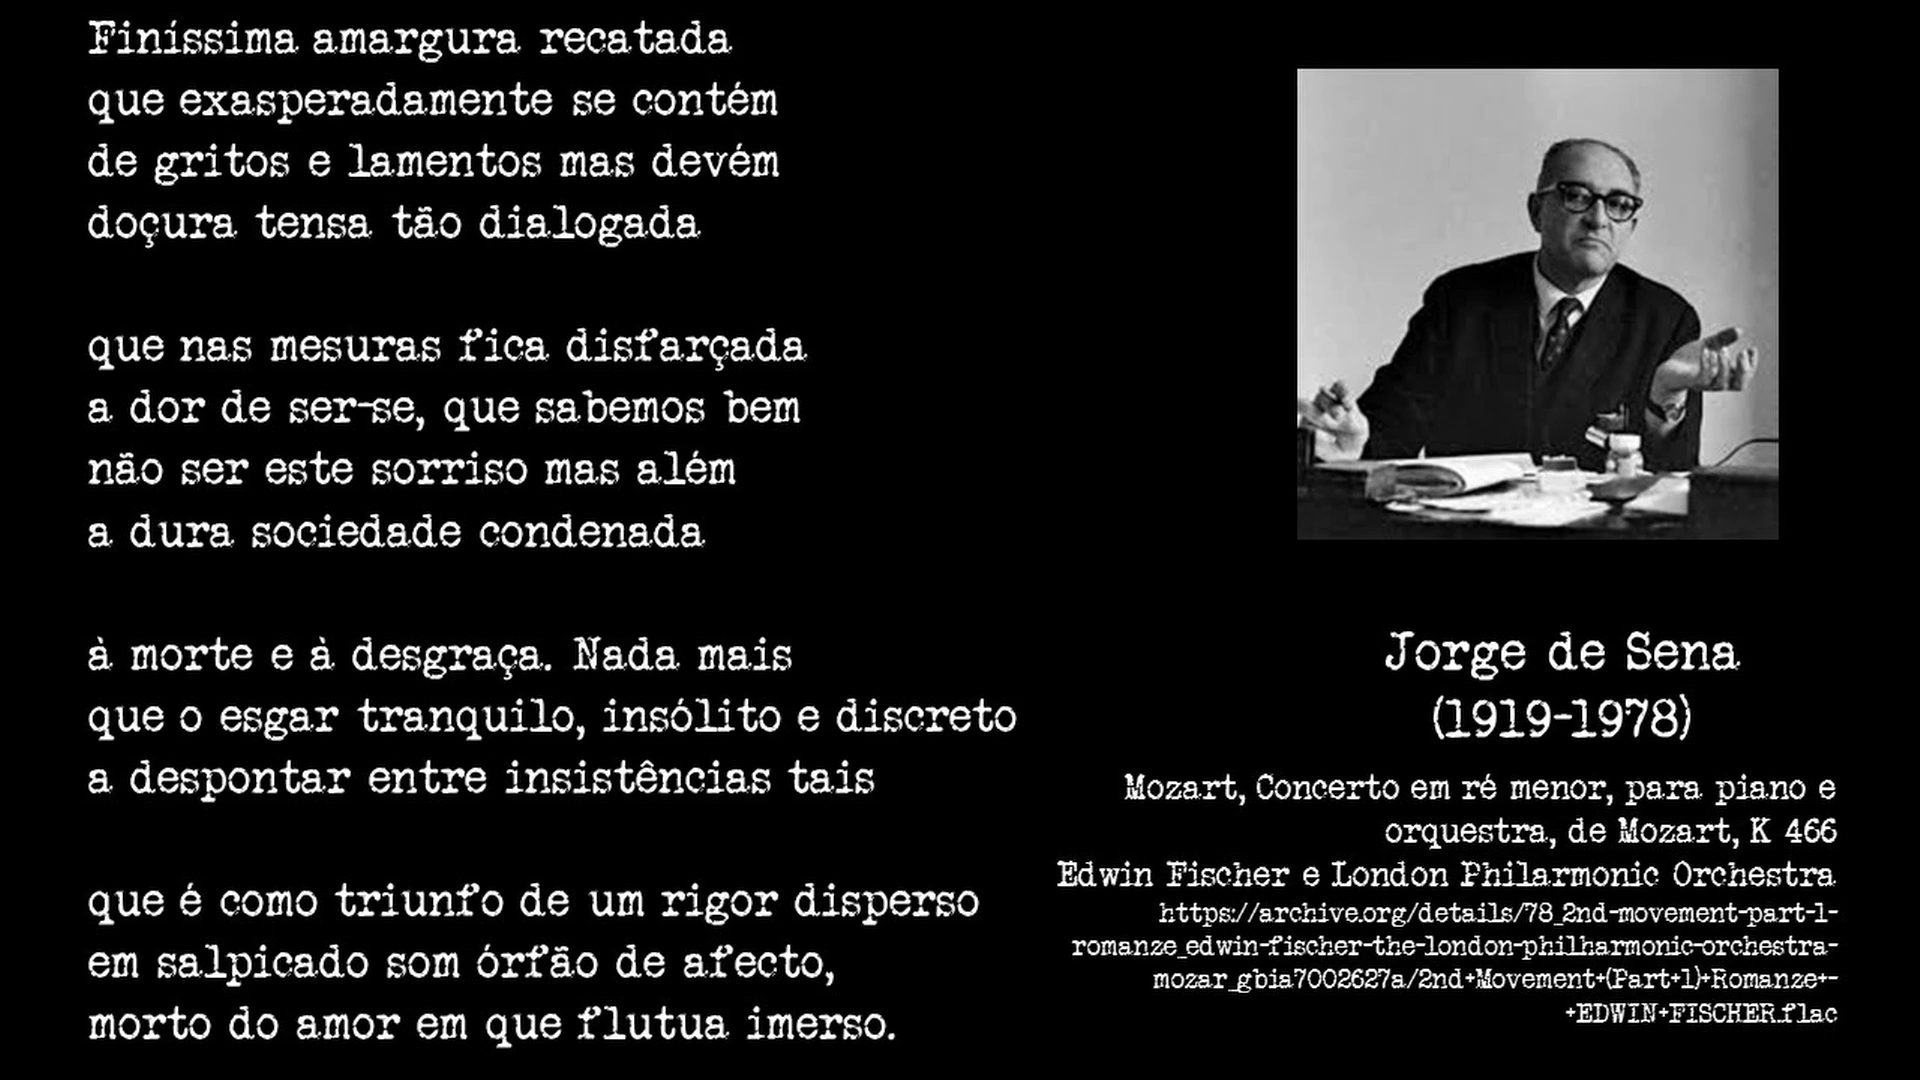 Finíssima amargura recatada
que exasperadamente se contém
de gritos e lamentos mas devém
doçura tensa tão dialogada
que nas mesuras fica disfarçada
a dor de ser-se, que sabemos bem
não ser este sorriso mas além
a dura sociedade condenada
à morte e à desgraça. Nada mais
que o esgar tranquilo, insólito e discreto
a despontar entre insistências tais
que é como triunfo de um rigor disperso
em salpicado som órfão de afecto,
morto do amor em que flutua imerso.
Jorge de Sena
(1919-1978)
Mozart, Concerto em ré menor, para piano e
orquestra, de Mozart, K 466
Edwin Fischer e London Philarmonic Orchestra
https://archive.org/details/78_2nd-movement-part-1-
romanze_edwin-fischer-the-london-philharmonic-orchestra-
mozar_gbia7002627a/2nd+Movement+(Part+1)+Romanze+-
+EDWIN+FISCHER.flac